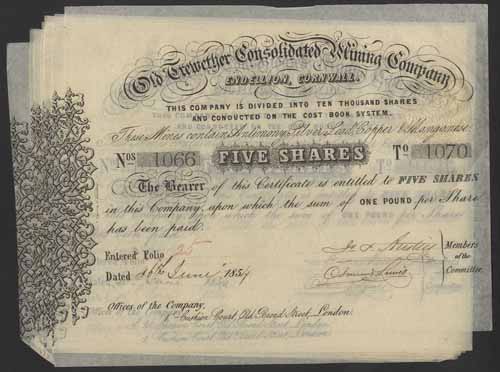 Old Trewether Consolidated Mining Company
ENDELLION, CORNWALL.
THIS COMPANY IS DIVIDED INTO TEN THOUSAND SHARES
AND CONDUCTED ON THE COST BOOK SYSTEM.
These Mines contain Antimony, Silver, Lead, Copper & Manganese.
Nos 1066 FIVE SHARES To 1070
The Bearer of this Certificate is entitled to FIVE SHARES
in this Company, upon which the sum of ONE POUND per Share
has been paid.
Entered Folio 25
Dated 26th June 1854
Members of the Committee.
Offices of the Company,
Cushion Court, Old Broad Street, London.